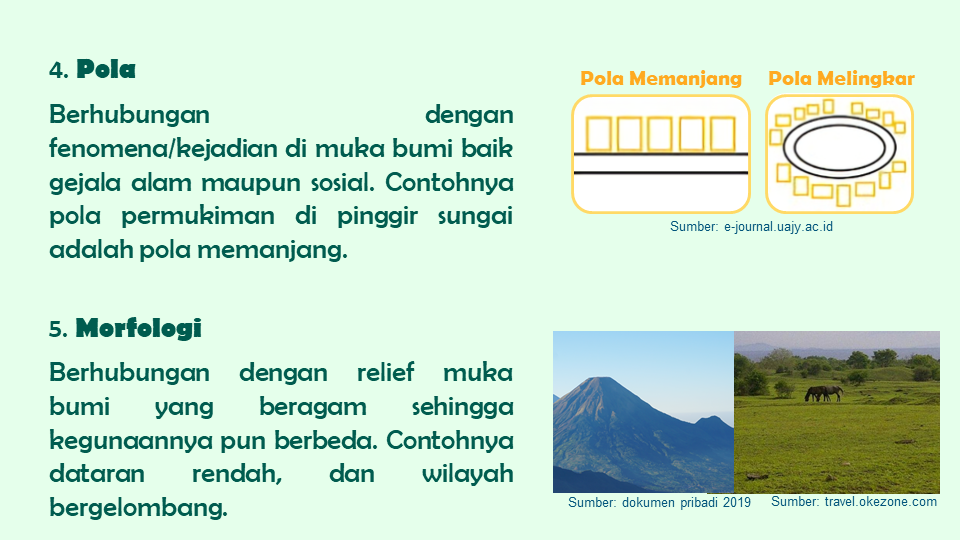 4. Pola
Berhubungan dengan
fenomena/kejadian di muka bumi baik
gejala alam maupun sosial. Contohnya
pola permukiman di pinggir sungai
adalah pola memanjang.
Pola Memanjang
Pola Melingkar
Sumber: e-journal.uajy.ac.id
5. Morfologi
Berhubungan dengan relief muka
bumi yang beragam sehingga
kegunaannya pun berbeda. Contohnya
dataran rendah, dan wilayah
bergelombang.
Sumber: dokumen pribadi 2019
Sumber: travel.okezone.com